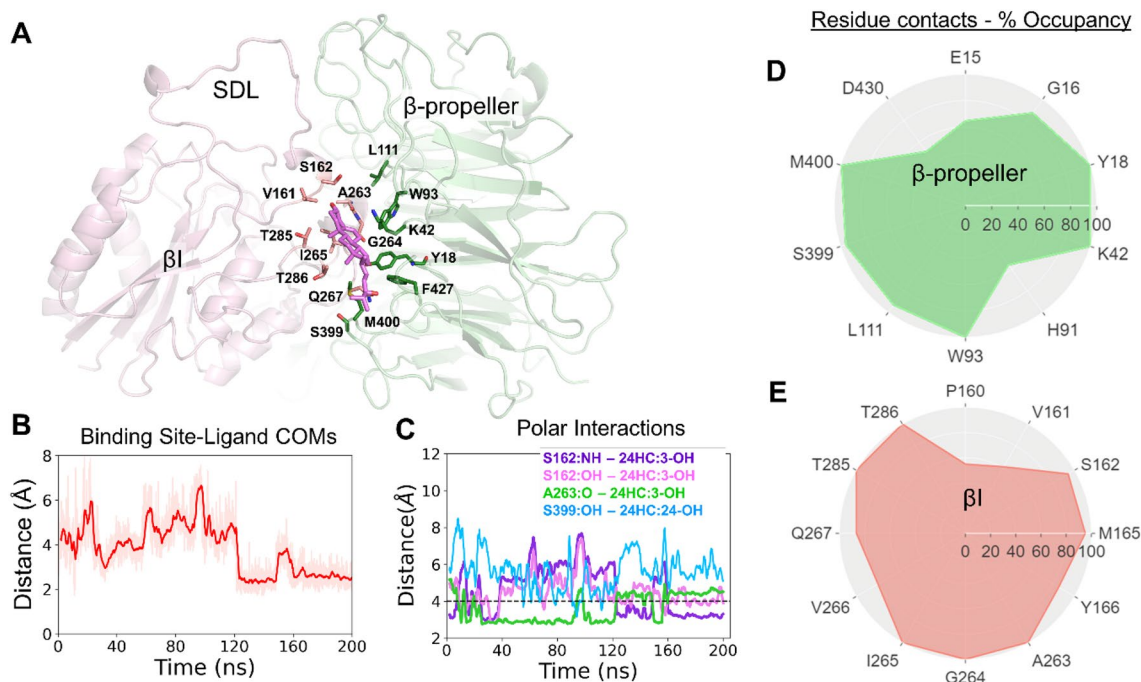 Residue contacts - % Occupancy
A
SDL
β-propeller
L111
S162
V161
A263
W93
K42
T285
G264
βI
I265
Y18
T286
Q267
F427
M400
S399
D
E15
D430
G16
M400
Y18
β-propeller
0 20 40 60 80 100
S399
K42
L111
H91
W93
B
Binding Site-Ligand COMs
Distance (Å)
8
6
4
2
0
0 40 80 120 160 200
Time (ns)
C
Polar Interactions
S162:NH – 24HC:3-OH
S162:OH – 24HC:3-OH
A263:O – 24HC:3-OH
S399:OH – 24HC:24-OH
Distance(Å)
12
10
8
6
4
2
0 40 80 120 160 200
Time (ns)
E
P160
T286
V161
T285
S162
βI
Q267
M165
0 20 40 60 80 100
V266
Y166
I265
A263
G264